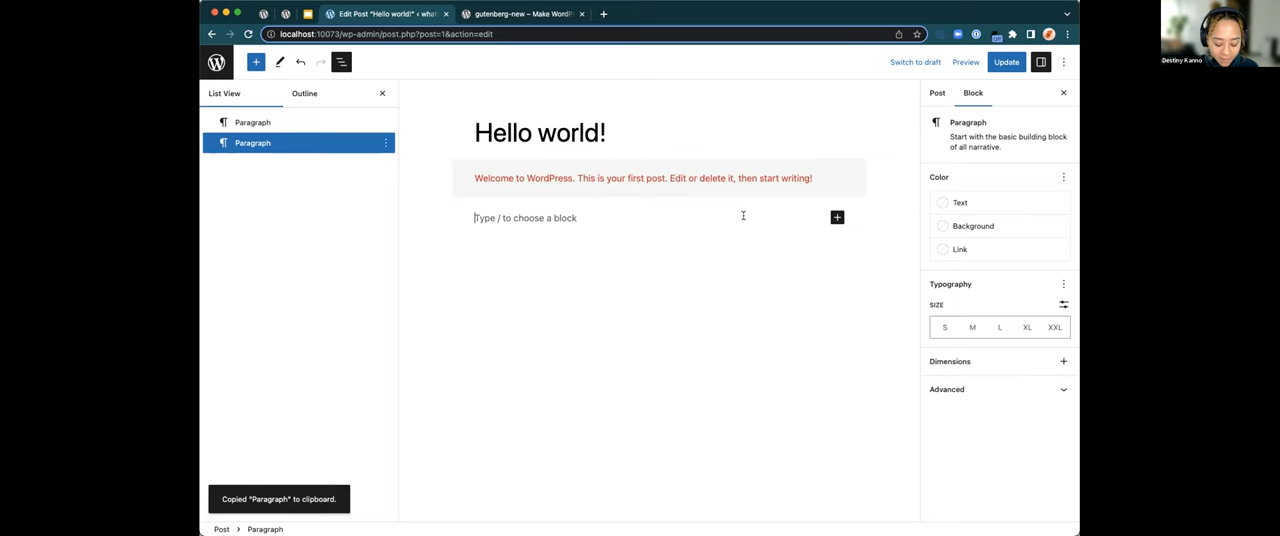 Edit Post "Hello world!" ‹ what
gutenberg-new – Make WordPr
localhost:10073/wp-admin/post.php?post=1&action=edit
Off
Destiny Kanno
Switch to draft
Preview
Update
List View
Outline
Post
Block
Paragraph
Paragraph
Hello world!
Welcome to WordPress. This is your first post. Edit or delete it, then start writing!
Type / to choose a block
Paragraph
Start with the basic building block
of all narrative.
Color
Text
Background
Link
Typography
SIZE
S M L XL XXL
Dimensions
Advanced
Copied "Paragraph" to clipboard.
Post › Paragraph